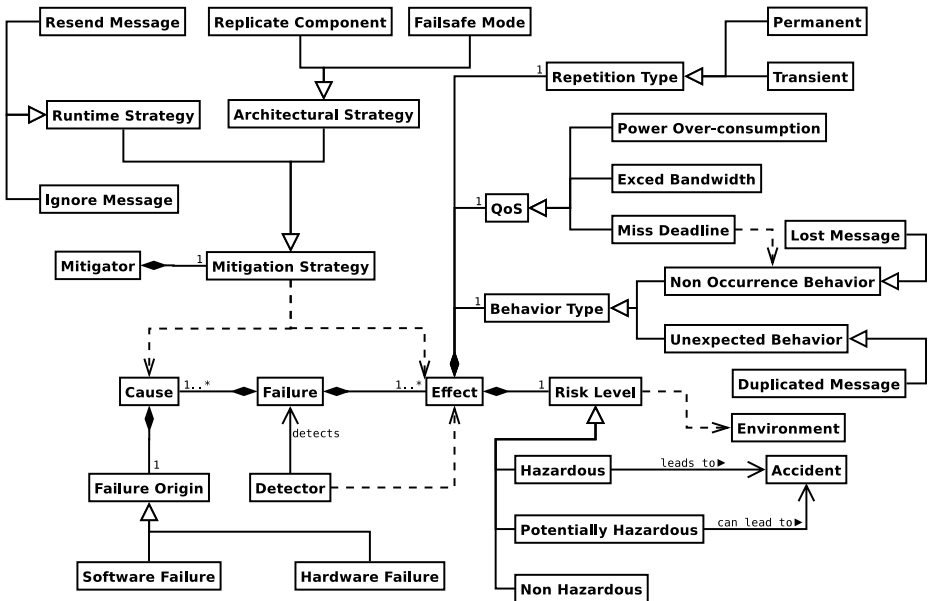 Resend Message
Replicate Component
Failsafe Mode
Permanent
1
Repetition Type
Transient
Runtime Strategy
Architectural Strategy
Power Over-consumption
Exced Bandwidth
Ignore Message
1
QoS
Miss Deadline
Lost Message
Mitigator
1
Mitigation Strategy
Non Occurrence Behavior
1
Behavior Type
Unexpected Behavior
Duplicated Message
Cause
1..*
Failure
1..*
Effect
1
Risk Level
Environment
detects
1
Failure Origin
Detector
Hazardous
leads to
Accident
Potentially Hazardous
can lead to
Software Failure
Hardware Failure
Non Hazardous